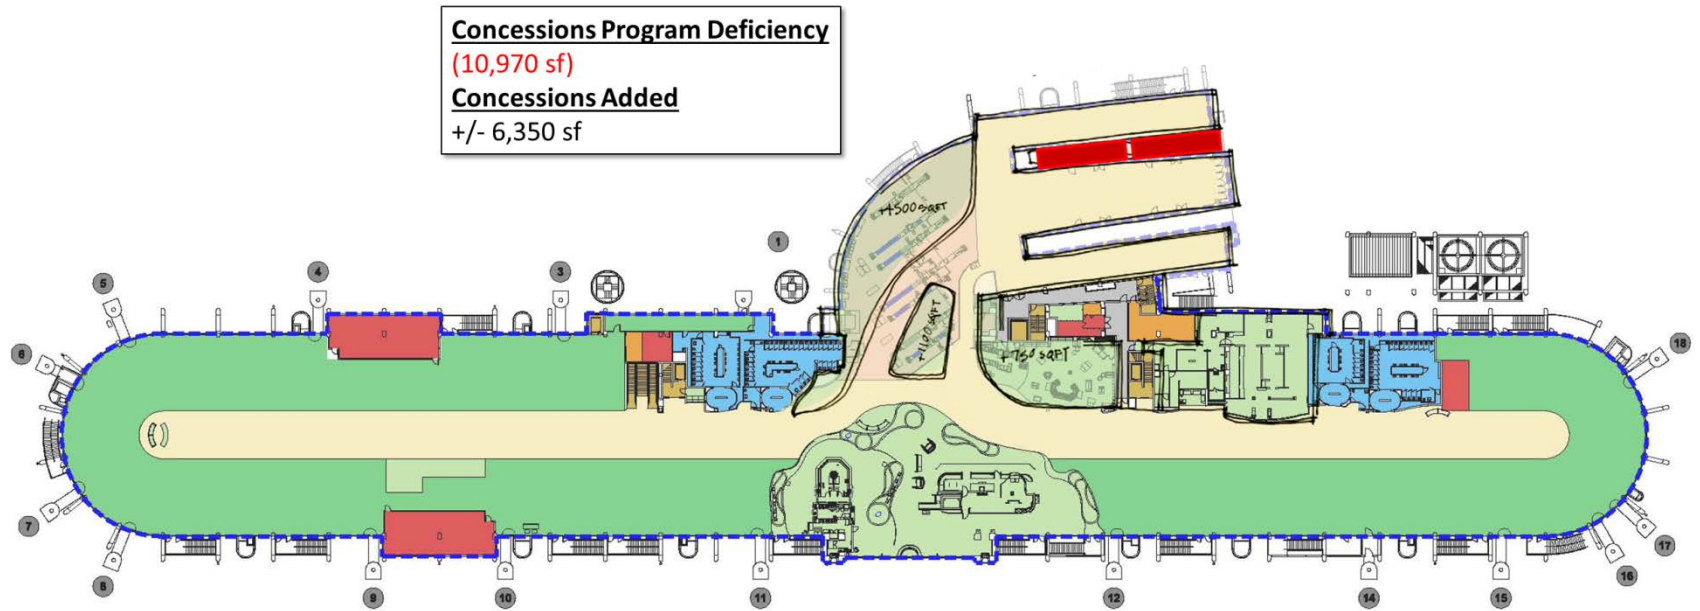 Concessions Program Deficiency
(10,970 sf)
Concessions Added
+/- 6,350 sf
+4500 SQFT
+1100 SQFT
+750 SQFT
1
3
4
5
6
7
8
9
10
11
12
14
15
16
17
18